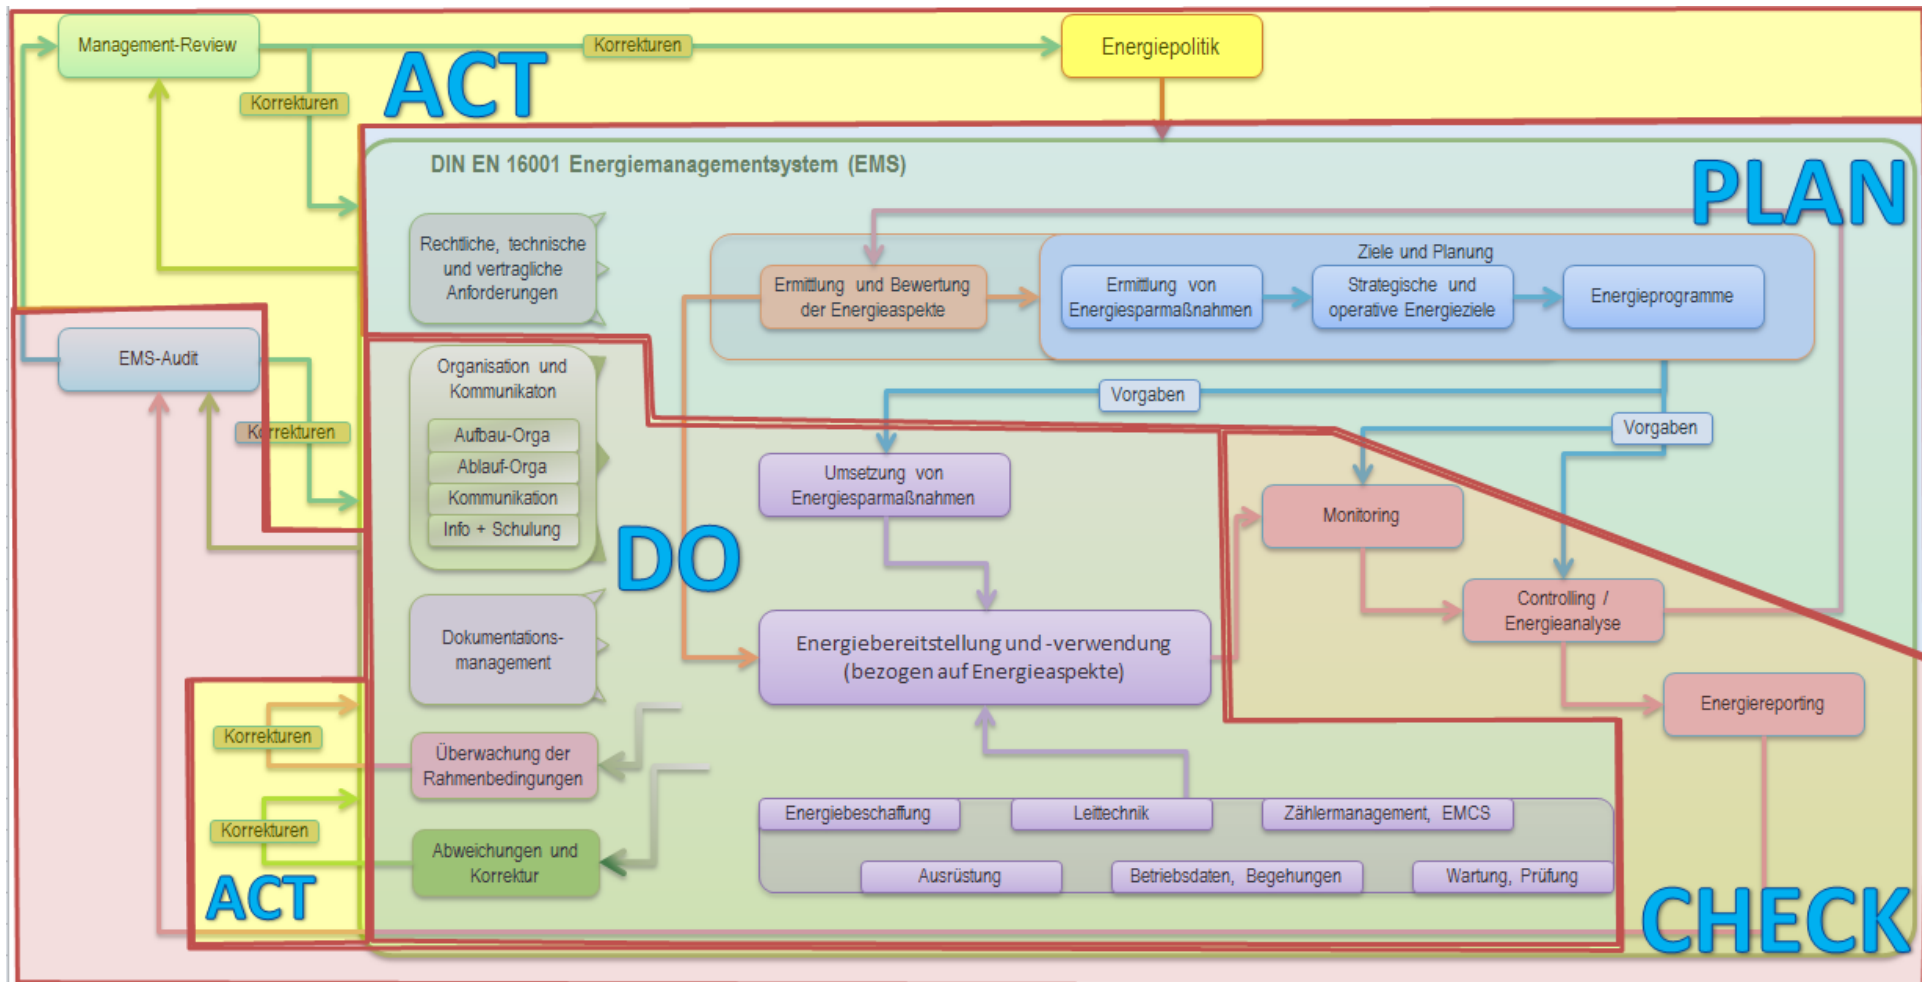 Management-Review
Korrekturen
Energiepolitik
ACT
Korrekturen
DIN EN 16001 Energiemanagementsystem (EMS)
PLAN
Rechtliche, technische
und vertragliche
Anforderungen
Ermittlung und Bewertung
der Energieaspekte
Ziele und Planung
Ermittlung von
Energiesparmaßnahmen
Strategische und
operative Energieziele
Energieprogramme
EMS-Audit
Korrekturen
Organisation und
Kommunikaton
Aufbau-Orga
Ablauf-Orga
Kommunikation
Info + Schulung
Vorgaben
Vorgaben
Umsetzung von
Energiesparmaßnahmen
Monitoring
DO
Controlling /
Energieanalyse
Dokumentations-
management
Energiebereitstellung und -verwendung
(bezogen auf Energieaspekte)
Energiereporting
Korrekturen
Überwachung der
Rahmenbedingungen
Korrekturen
Abweichungen und
Korrektur
ACT
Energiebeschaffung
Leittechnik
Zählermanagement, EMCS
Ausrüstung
Betriebsdaten, Begehungen
Wartung, Prüfung
CHECK